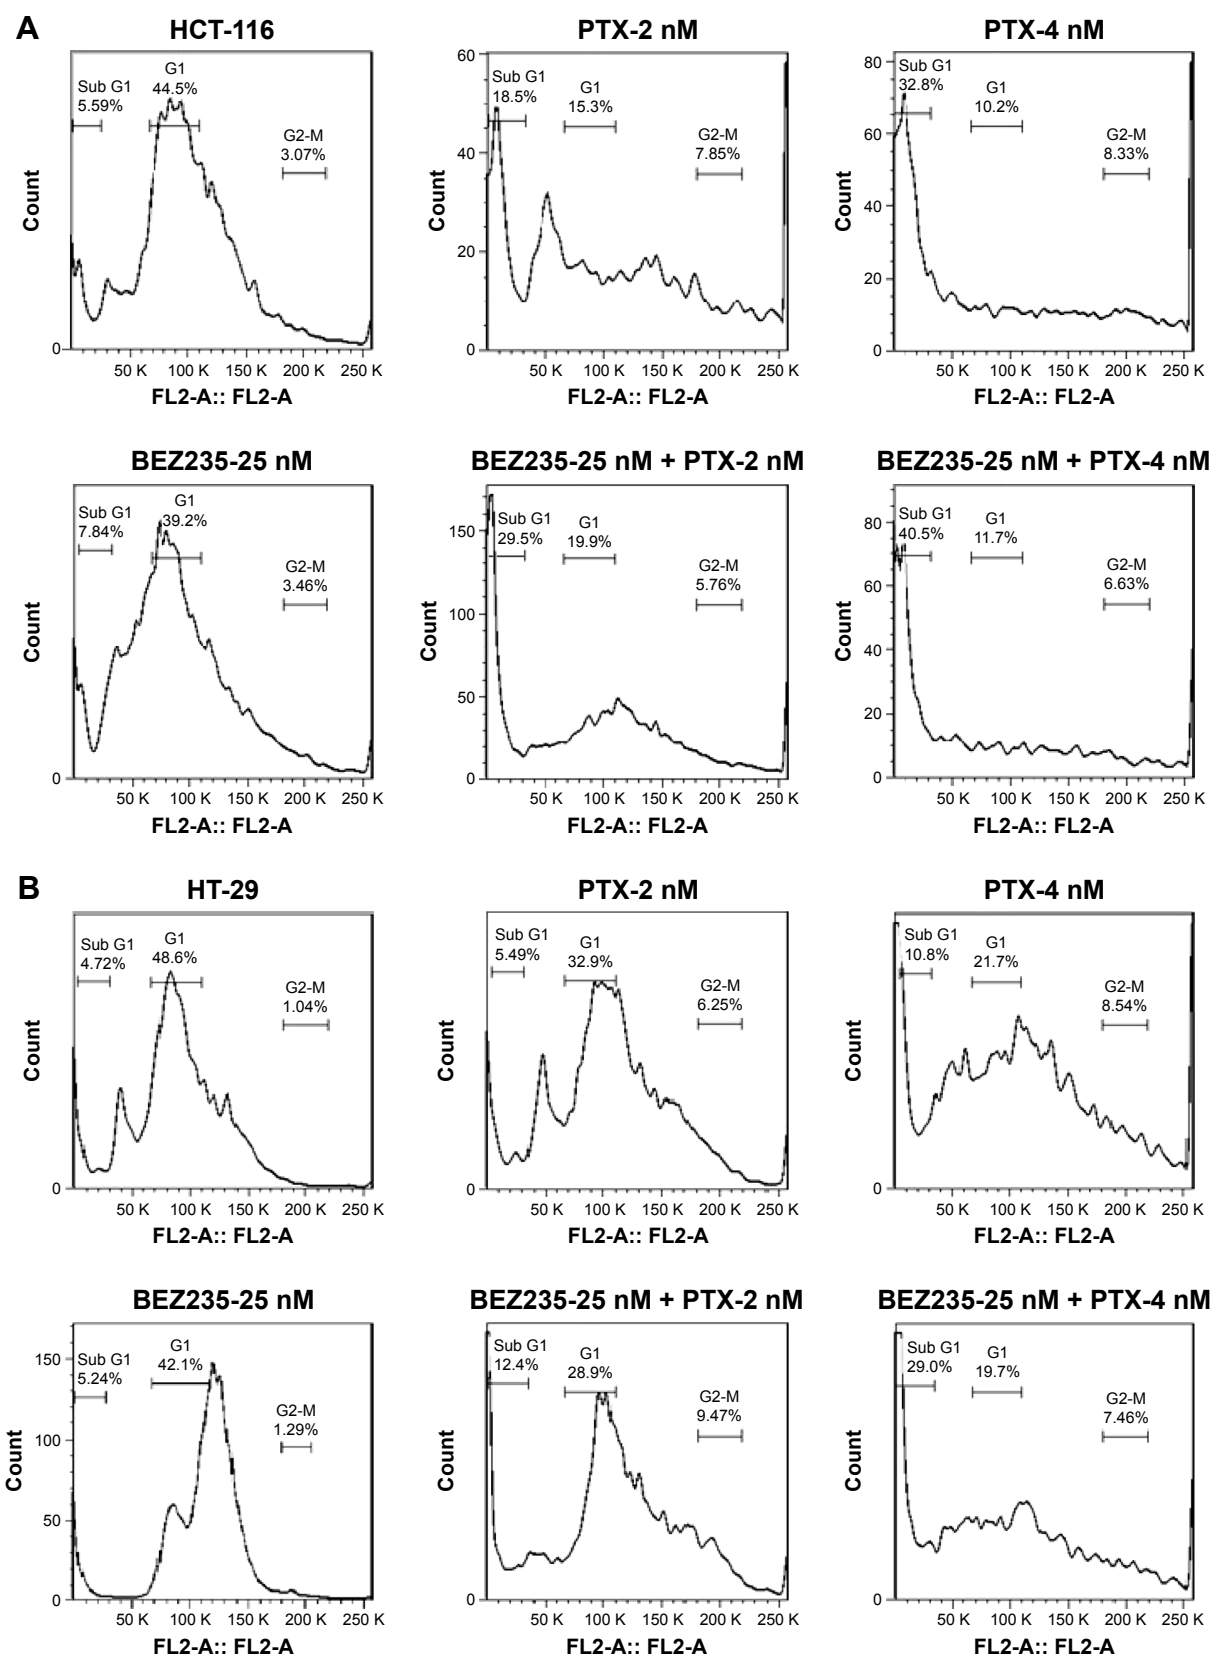 A
HCT-116
Sub G1
5.59%
G1
44.5%
G2-M
3.07%
Count
0
50 K 100 K 150 K 200 K 250 K
FL2-A:: FL2-A
PTX-2 nM
Sub G1
18.5%
G1
15.3%
G2-M
7.85%
Count
60
40
20
0
50 K 100 K 150 K 200 K 250 K
FL2-A:: FL2-A
PTX-4 nM
Sub G1
32.8%
G1
10.2%
G2-M
8.33%
Count
80
60
40
20
0
50 K 100 K 150 K 200 K 250 K
FL2-A:: FL2-A
BEZ235-25 nM
Sub G1
7.84%
G1
39.2%
G2-M
3.46%
Count
0
50 K 100 K 150 K 200 K 250 K
FL2-A:: FL2-A
BEZ235-25 nM + PTX-2 nM
Sub G1
29.5%
G1
19.9%
G2-M
5.76%
Count
150
100
50
0
50 K 100 K 150 K 200 K 250 K
FL2-A:: FL2-A
BEZ235-25 nM + PTX-4 nM
Sub G1
40.5%
G1
11.7%
G2-M
6.63%
Count
80
60
40
20
0
50 K 100 K 150 K 200 K 250 K
FL2-A:: FL2-A
B
HT-29
Sub G1
4.72%
G1
48.6%
G2-M
1.04%
Count
0
50 K 100 K 150 K 200 K 250 K
FL2-A:: FL2-A
PTX-2 nM
Sub G1
5.49%
G1
32.9%
G2-M
6.25%
Count
0
50 K 100 K 150 K 200 K 250 K
FL2-A:: FL2-A
PTX-4 nM
Sub G1
10.8%
G1
21.7%
G2-M
8.54%
Count
0
50 K 100 K 150 K 200 K 250 K
FL2-A:: FL2-A
BEZ235-25 nM
Sub G1
5.24%
G1
42.1%
G2-M
1.29%
Count
150
100
50
0
50 K 100 K 150 K 200 K 250 K
FL2-A:: FL2-A
BEZ235-25 nM + PTX-2 nM
Sub G1
12.4%
G1
28.9%
G2-M
9.47%
Count
0
50 K 100 K 150 K 200 K 250 K
FL2-A:: FL2-A
BEZ235-25 nM + PTX-4 nM
Sub G1
29.0%
G1
19.7%
G2-M
7.46%
Count
0
50 K 100 K 150 K 200 K 250 K
FL2-A:: FL2-A